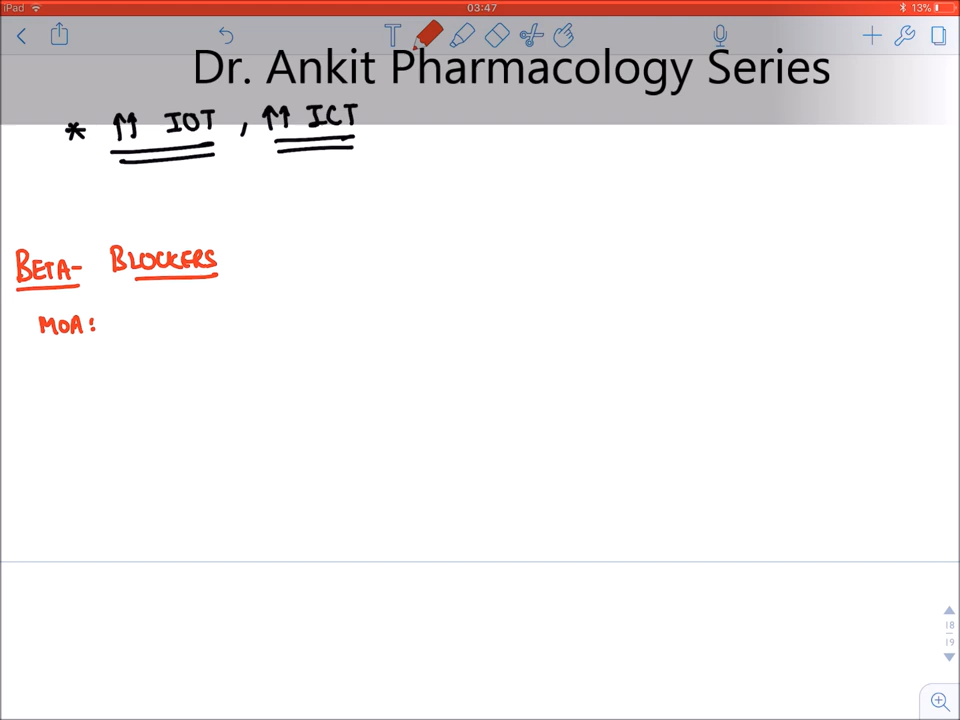 iPad 03:47 13%
T
Dr. Ankit Pharmacology Series
* ↑↑ IOT , ↑↑ ICT
BETA- BLOCKERS
MOA:
18
19